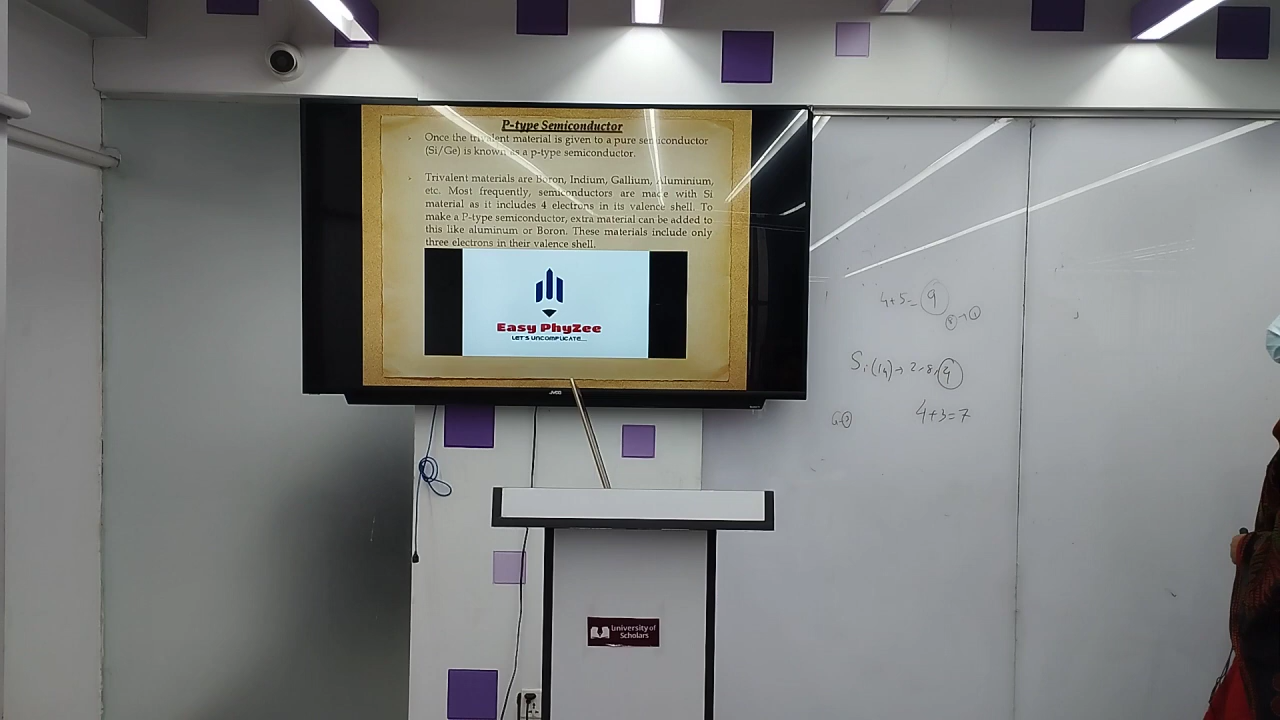 P-type Semiconductor
Once the trivalent material is given to a pure semiconductor
(Si/Ge) is known as a p-type semiconductor.
Trivalent materials are Boron, Indium, Gallium, Aluminium,
etc. Most frequently, semiconductors are made with Si
material as it includes 4 electrons in its valence shell. To
make a P-type semiconductor, extra material can be added to
this like aluminum or Boron. These materials include only
three electrons in their valence shell.
Easy PhyZee
LET'S UNCOMPLICATE...
JVCO
4+5=9
Si(14)→2,8,4
4+3=7
University of
Scholars